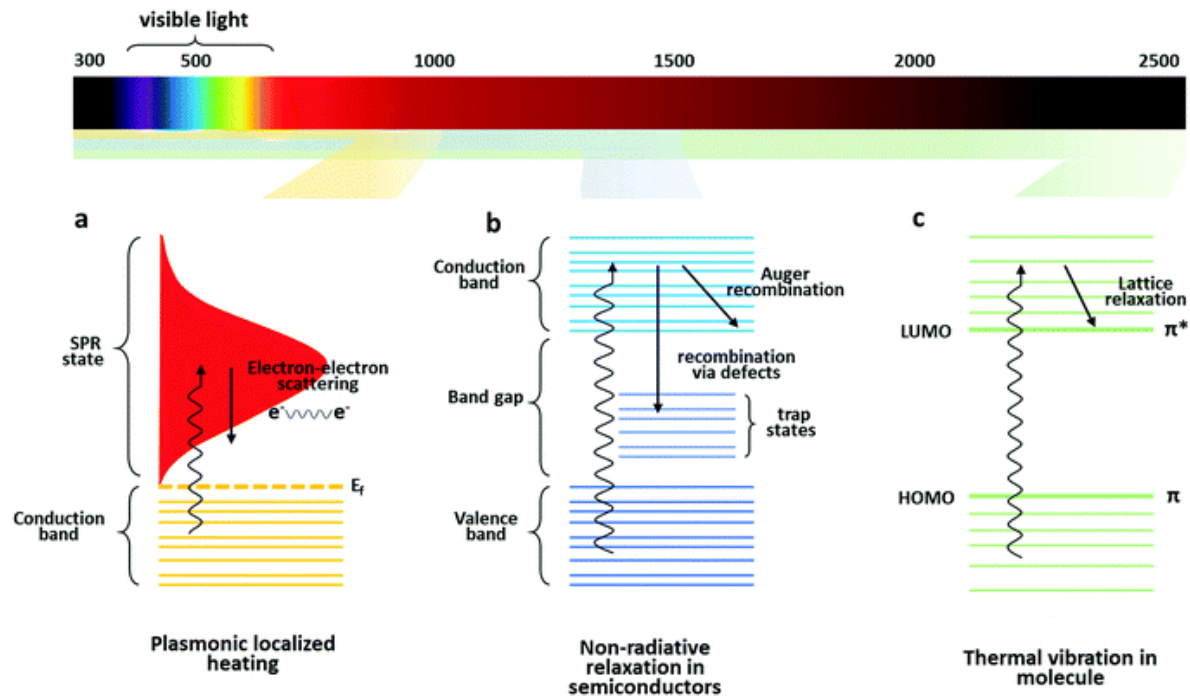 visible light
300 500 1000 1500 2000 2500
a
SPR
state
Electron-electron
scattering
e⁻ e⁻
E_f
Conduction
band
Plasmonic localized
heating
b
Conduction
band
Auger
recombination
recombination
via defects
Band gap
trap
states
Valence
band
Non-radiative
relaxation in
semiconductors
c
Lattice
relaxation
LUMO π*
HOMO π
Thermal vibration in
molecule